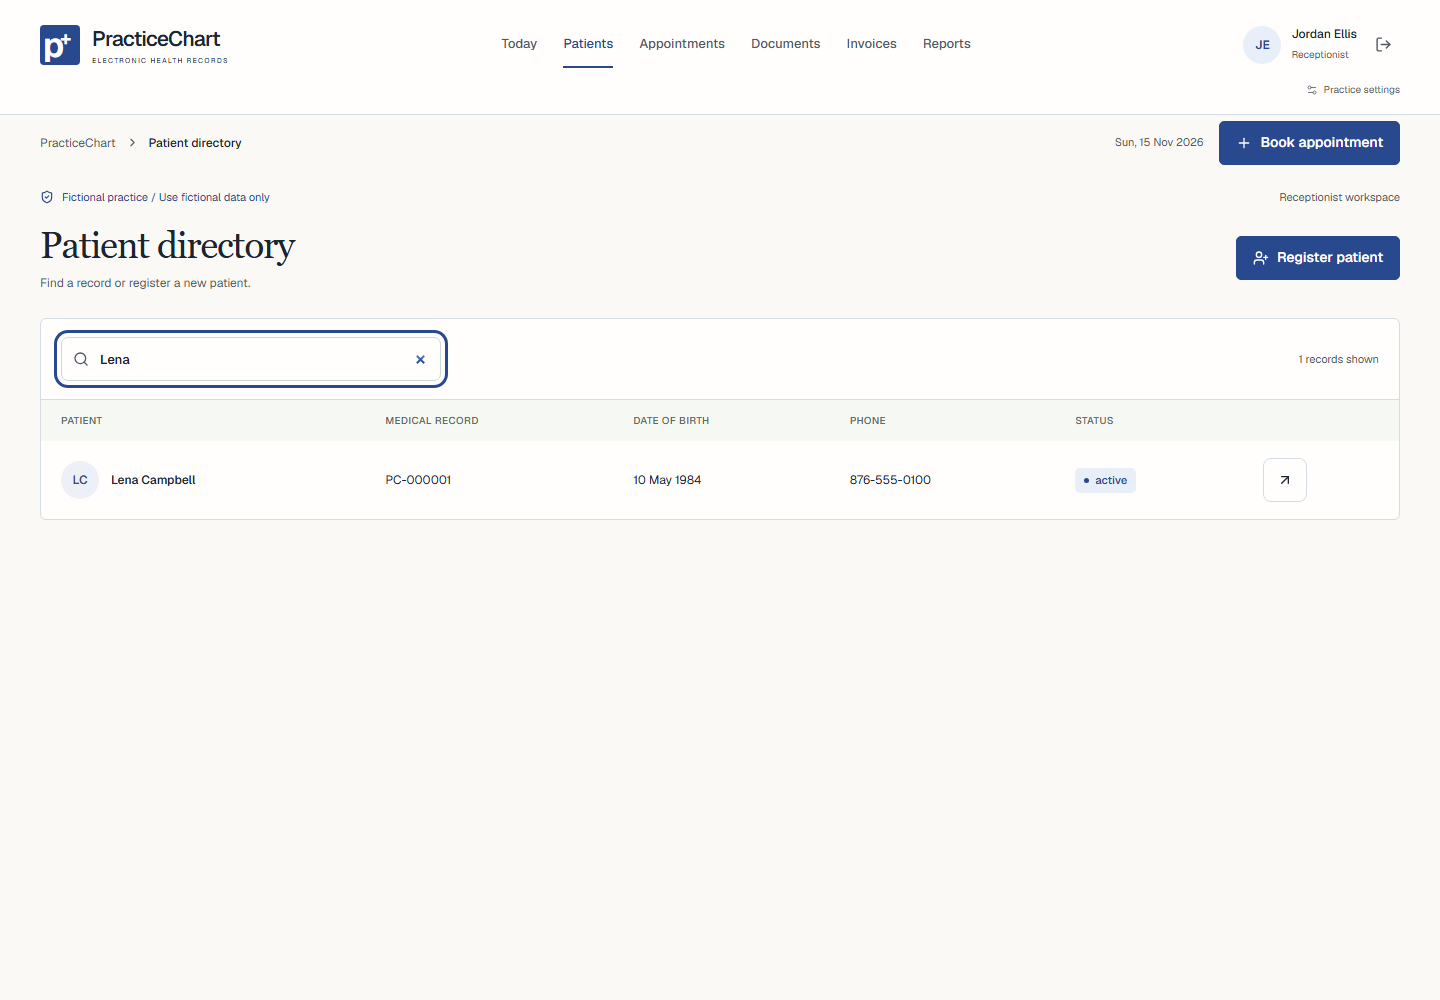 p+
PracticeChart
ELECTRONIC HEALTH RECORDS
Today Patients Appointments Documents Invoices Reports
JE
Jordan Ellis
Receptionist
Practice settings
PracticeChart Patient directory
Sun, 15 Nov 2026
Book appointment
Fictional practice / Use fictional data only
Receptionist workspace
Patient directory
Find a record or register a new patient.
Register patient
Lena
1 records shown
PATIENT MEDICAL RECORD DATE OF BIRTH PHONE STATUS
LC Lena Campbell PC-000001 10 May 1984 876-555-0100 active